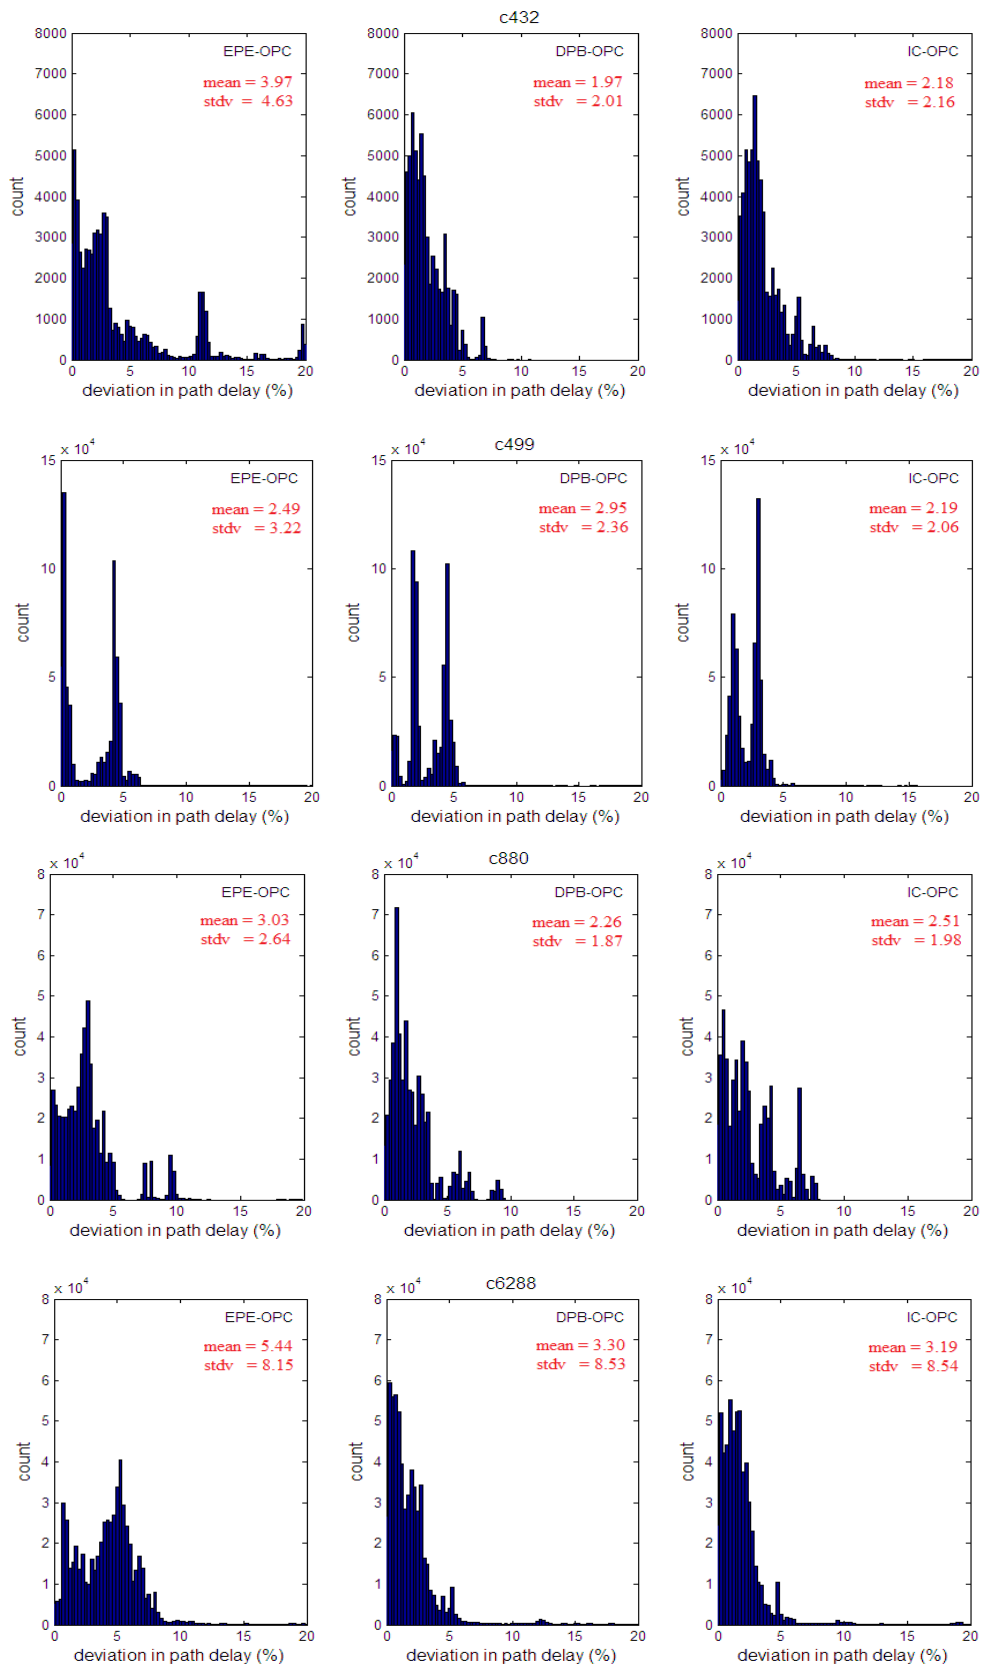 c432
8000
7000
6000
5000
4000
3000
2000
1000
0
0 5 10 15 20
count
deviation in path delay (%)
EPE-OPC
mean = 3.97
stdv = 4.63
8000
7000
6000
5000
4000
3000
2000
1000
0
0 5 10 15 20
count
deviation in path delay (%)
DPB-OPC
mean = 1.97
stdv = 2.01
8000
7000
6000
5000
4000
3000
2000
1000
0
0 5 10 15 20
count
deviation in path delay (%)
IC-OPC
mean = 2.18
stdv = 2.16
c499
x 10^4
15
10
5
0
0 5 10 15 20
count
deviation in path delay (%)
EPE-OPC
mean = 2.49
stdv = 3.22
x 10^4
15
10
5
0
0 5 10 15 20
count
deviation in path delay (%)
DPB-OPC
mean = 2.95
stdv = 2.36
x 10^4
15
10
5
0
0 5 10 15 20
count
deviation in path delay (%)
IC-OPC
mean = 2.19
stdv = 2.06
c880
x 10^4
8
7
6
5
4
3
2
1
0
0 5 10 15 20
count
deviation in path delay (%)
EPE-OPC
mean = 3.03
stdv = 2.64
x 10^4
8
7
6
5
4
3
2
1
0
0 5 10 15 20
count
deviation in path delay (%)
DPB-OPC
mean = 2.26
stdv = 1.87
x 10^4
8
7
6
5
4
3
2
1
0
0 5 10 15 20
count
deviation in path delay (%)
IC-OPC
mean = 2.51
stdv = 1.98
c6288
x 10^4
8
7
6
5
4
3
2
1
0
0 5 10 15 20
count
deviation in path delay (%)
EPE-OPC
mean = 5.44
stdv = 8.15
x 10^4
8
7
6
5
4
3
2
1
0
0 5 10 15 20
count
deviation in path delay (%)
DPB-OPC
mean = 3.30
stdv = 8.53
x 10^4
8
7
6
5
4
3
2
1
0
0 5 10 15 20
count
deviation in path delay (%)
IC-OPC
mean = 3.19
stdv = 8.54